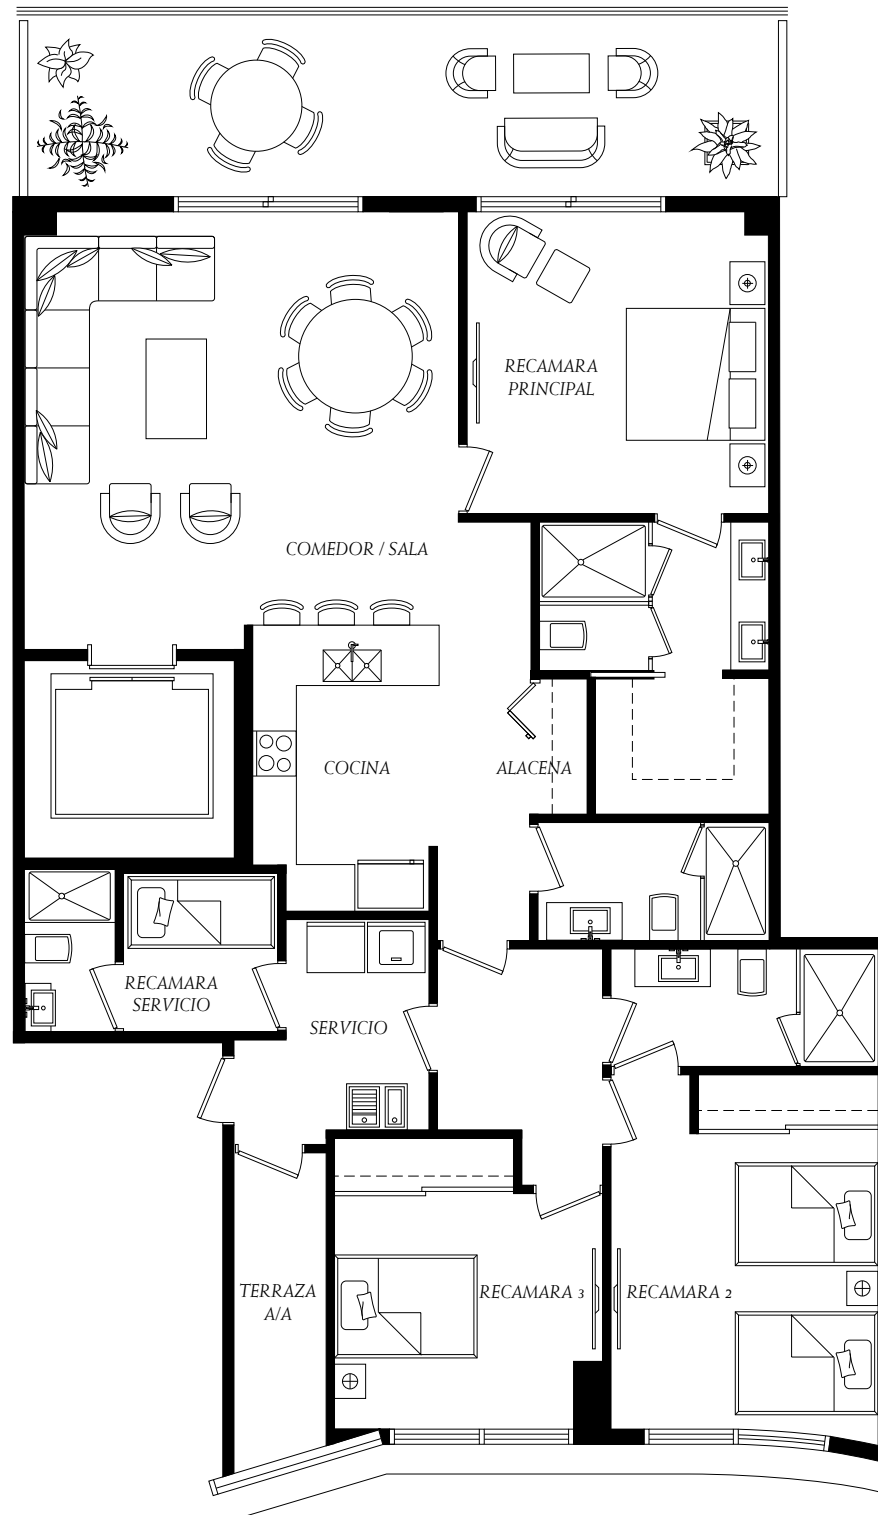 RECAMARA
PRINCIPAL
COMEDOR / SALA
COCINA
ALACENA
RECAMARA
SERVICIO
SERVICIO
TERRAZA
A/A
RECAMARA 3
RECAMARA 2